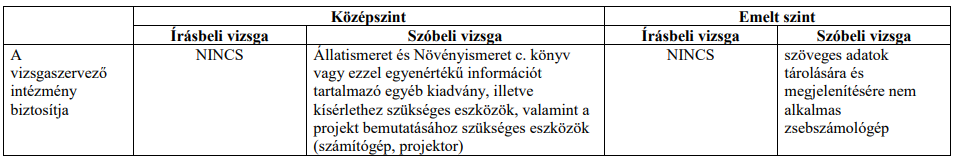 Középszint Emelt szint
Írásbeli vizsga Szóbeli vizsga Írásbeli vizsga Szóbeli vizsga
A
vizsgaszervező
intézmény
biztosítja
NINCS
Állatismeret és Növényismeret c. könyv
vagy ezzel egyenértékű információt
tartalmazó egyéb kiadvány, illetve
kísérlethez szükséges eszközök, valamint a
projekt bemutatásához szükséges eszközök
(számítógép, projektor)
NINCS
szöveges adatok
tárolására és
megjelenítésére nem
alkalmas
zsebszámológép